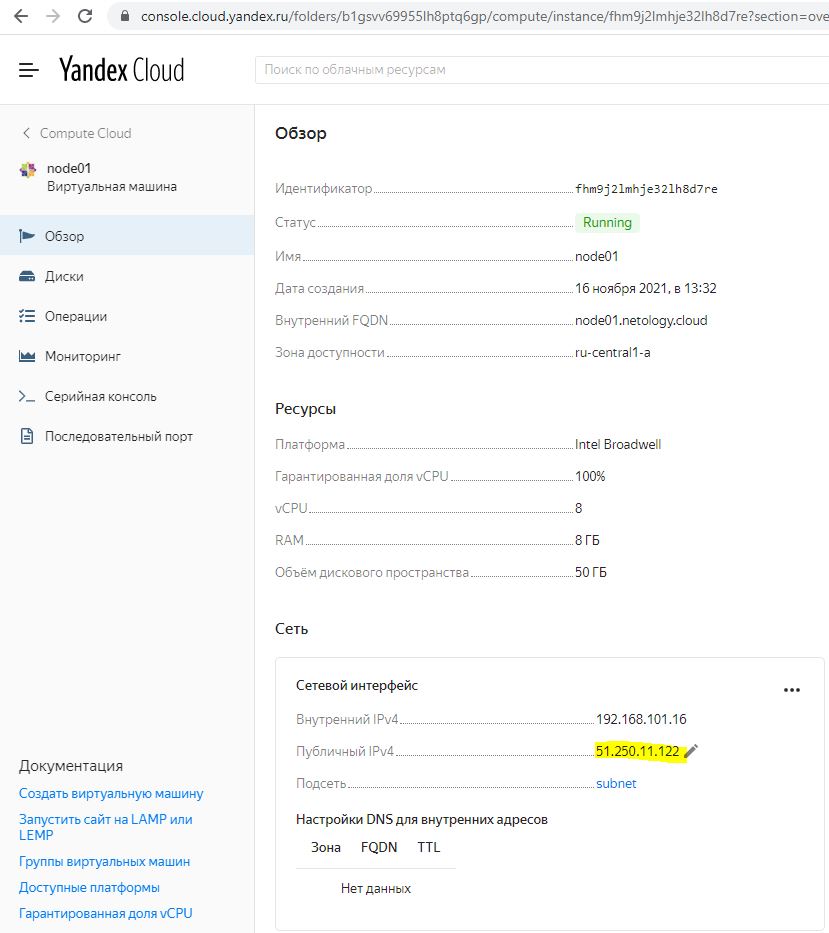 console.cloud.yandex.ru/folders/b1gsvv69955lh8ptq6gp/compute/instance/fhm9j2lmhje32lh8d7re?section=ove
Yandex Cloud
Поиск по облачным ресурсам
Compute Cloud
node01
Виртуальная машина
Обзор
Диски
Операции
Мониторинг
Серийная консоль
Последовательный порт
Документация
Создать виртуальную машину
Запустить сайт на LAMP или
LEMP
Группы виртуальных машин
Доступные платформы
Гарантированная доля vCPU
Обзор
Идентификатор fhm9j2lmhje32lh8d7re
Статус Running
Имя node01
Дата создания 16 ноября 2021, в 13:32
Внутренний FQDN node01.netology.cloud
Зона доступности ru-central1-a
Ресурсы
Платформа Intel Broadwell
Гарантированная доля vCPU 100%
vCPU 8
RAM 8 ГБ
Объём дискового пространства 50 ГБ
Сеть
Сетевой интерфейс
Внутренний IPv4 192.168.101.16
Публичный IPv4 51.250.11.122
Подсеть subnet
Настройки DNS для внутренних адресов
Зона FQDN TTL
Нет данных